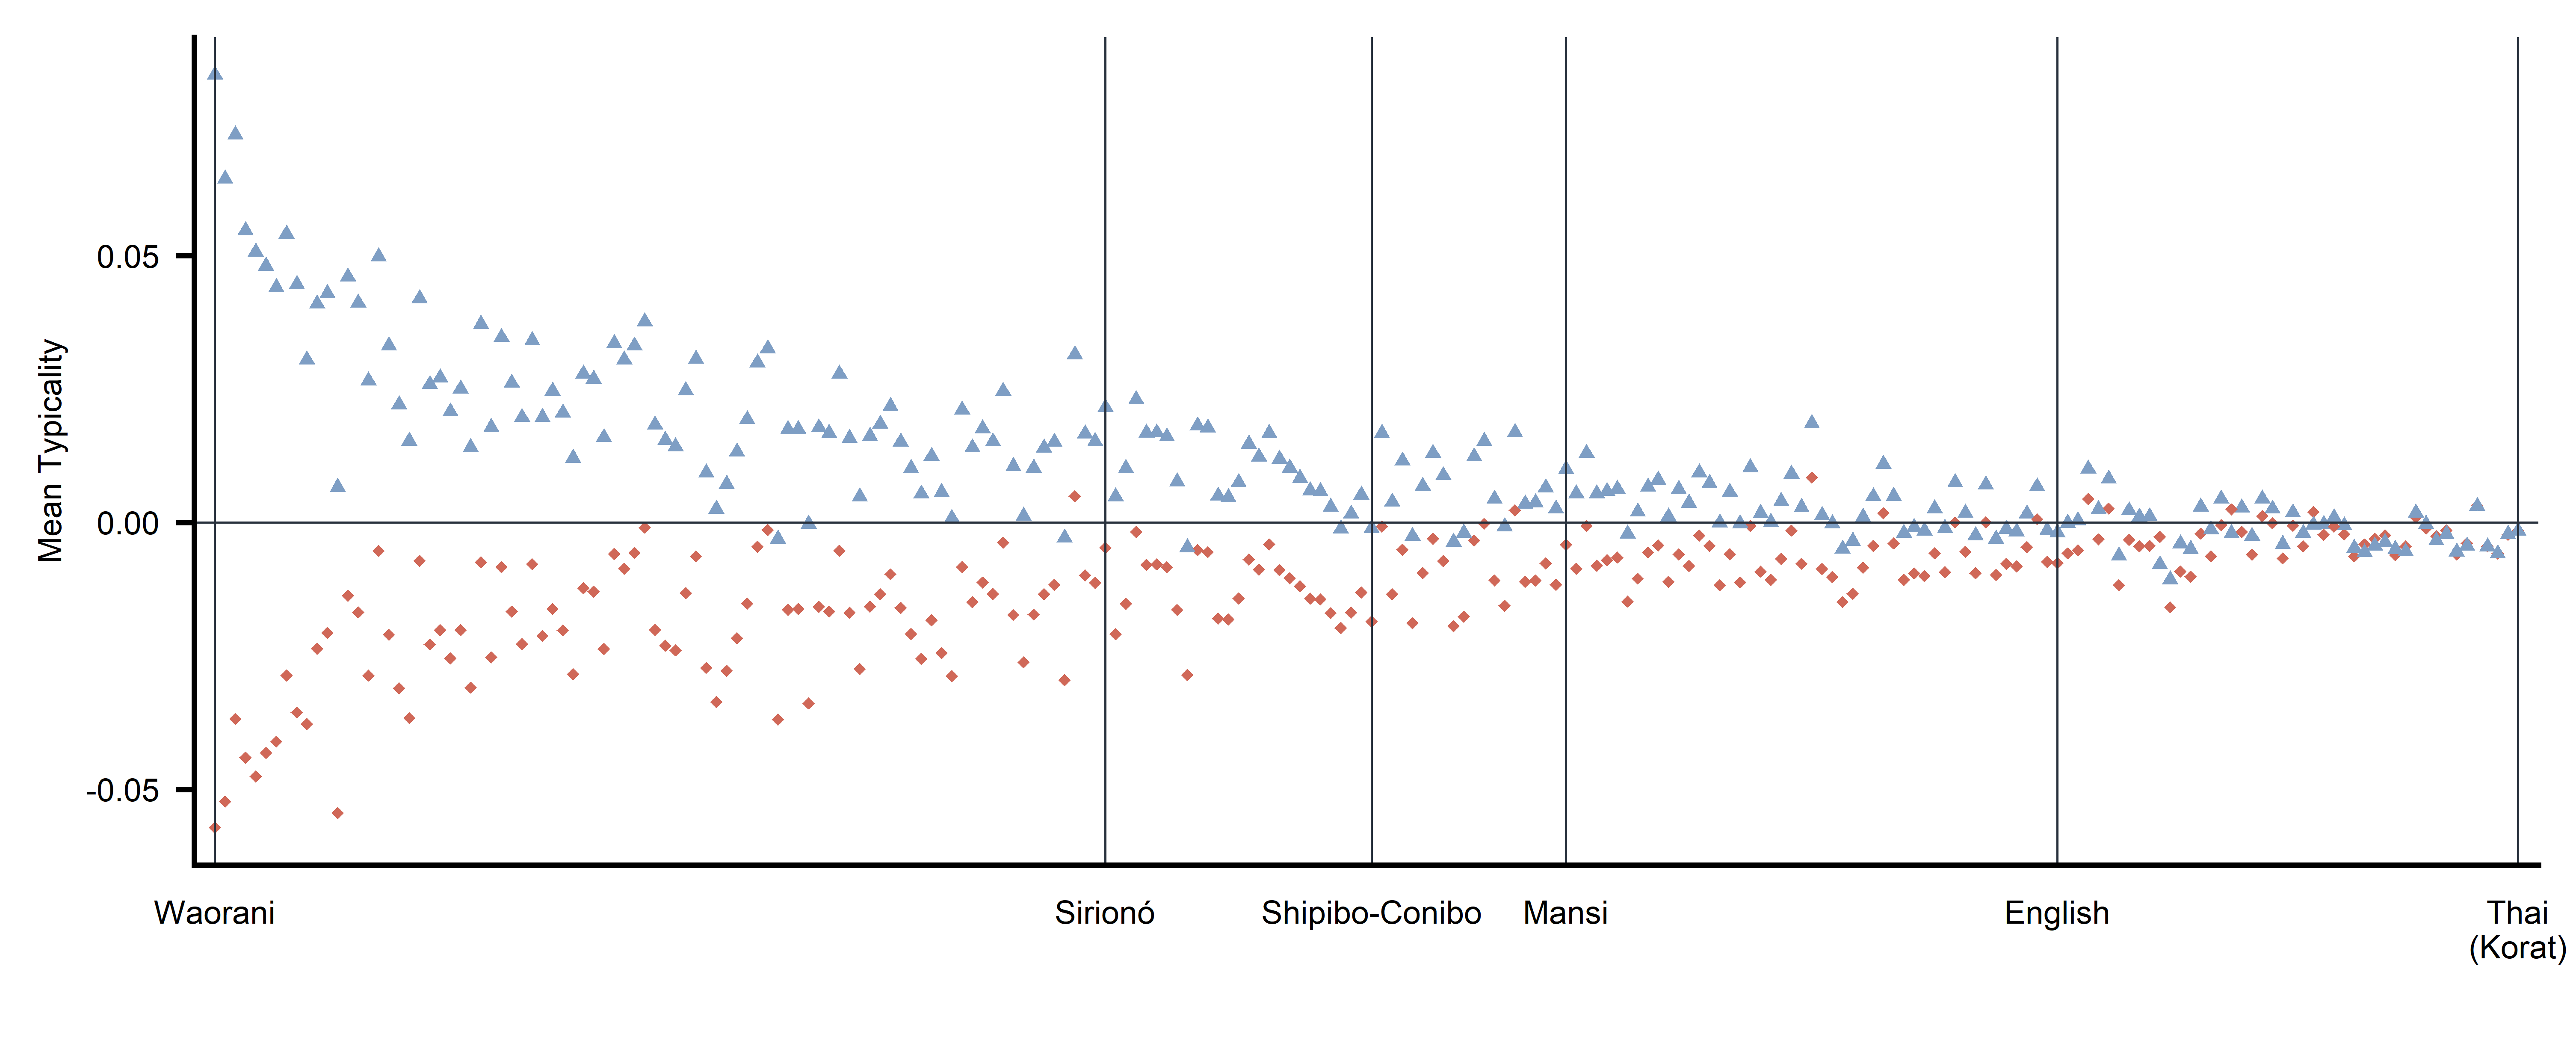 Mean Typicality
0.05
0.00
-0.05
Waorani
Sirionó
Shipibo-Conibo
Mansi
English
Thai
(Korat)